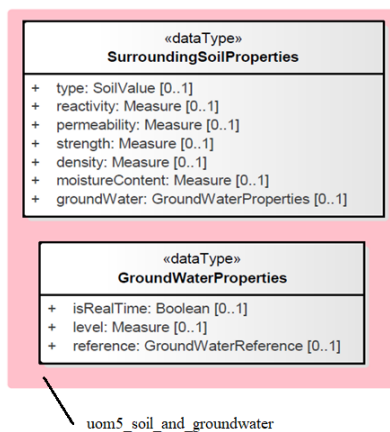 «dataType»
SurroundingSoilProperties
+ type: SoilValue [0..1]
+ reactivity: Measure [0..1]
+ permeability: Measure [0..1]
+ strength: Measure [0..1]
+ density: Measure [0..1]
+ moistureContent: Measure [0..1]
+ groundWater: GroundWaterProperties [0..1]
«dataType»
GroundWaterProperties
+ isRealTime: Boolean [0..1]
+ level: Measure [0..1]
+ reference: GroundWaterReference [0..1]
uom5_soil_and_groundwater